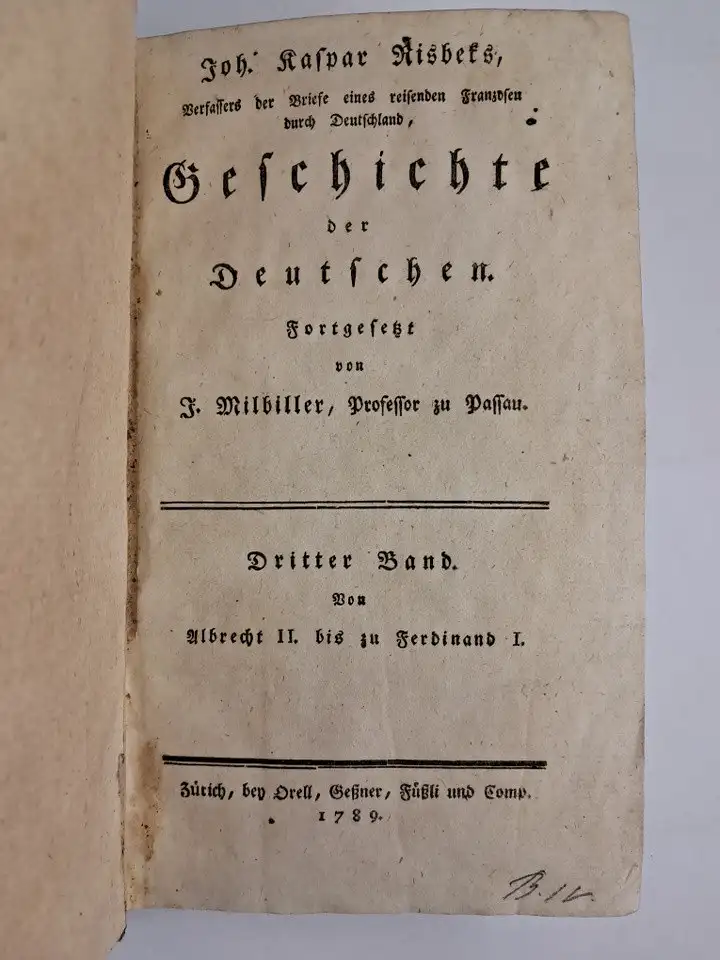 Joh. Kaſpar Risbeks,
Verfaſſers der Briefe eines reiſenden Franzoſen
durch Deutſchland,
Geſchichte
der
Deutſchen.
Fortgeſetzt
von
J. Milbiller, Profeſſor zu Paſſau.
Dritter Band.
Von
Albrecht II. bis zu Ferdinand I.
Zürich, bey Orell, Geßner, Füßli und Comp.
1789.
B. IV.